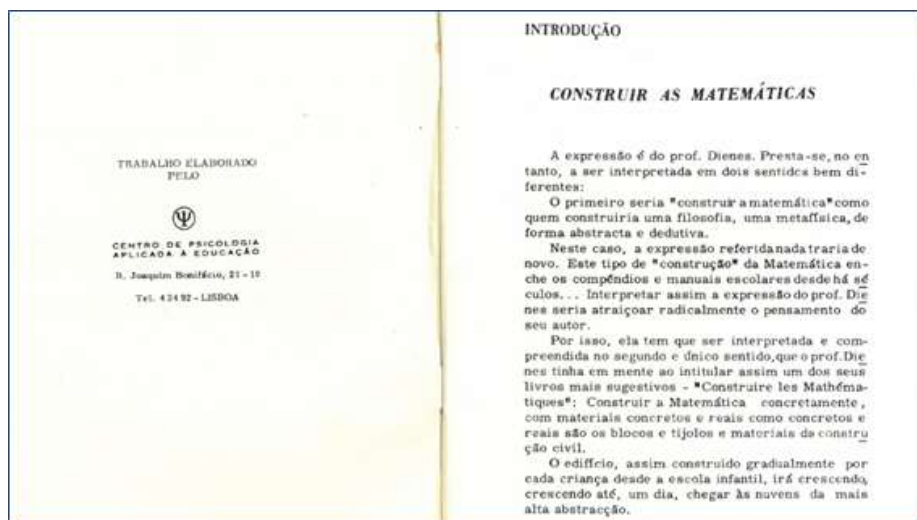 TRABALHO ELABORADO
PELO
Ψ
CENTRO DE PSICOLOGIA
APLICADA À EDUCAÇÃO
R. Joaquim Bonifácio, 21 - 1º
Tel. 4 34 92 - LISBOA
INTRODUÇÃO
CONSTRUIR AS MATEMÁTICAS
A expressão é do prof. Dienes. Presta-se, no en
tanto, a ser interpretada em dois sentidos bem di-
ferentes:
O primeiro seria "construir a matemática" como
quem construiria uma filosofia, uma metafísica, de
forma abstracta e dedutiva.
Neste caso, a expressão referida nada traria de
novo. Este tipo de "construção" da Matemática en-
che os compêndios e manuais escolares desde há sé
culos... Interpretar assim a expressão do prof. Die
nes seria atraiçoar radicalmente o pensamento do
seu autor.
Por isso, ela tem que ser interpretada e com-
preendida no segundo e único sentido, que o prof. Die
nes tinha em mente ao intitular assim um dos seus
livros mais sugestivos - "Construire les Mathéma-
tiques": Construir a Matemática concretamente,
com materiais concretos e reais como concretos e
reais são os blocos e tijolos e materiais da constru
ção civil.
O edifício, assim construído gradualmente por
cada criança desde a escola infantil, irá crescendo,
crescendo até, um dia, chegar às nuvens da mais
alta abstracção.